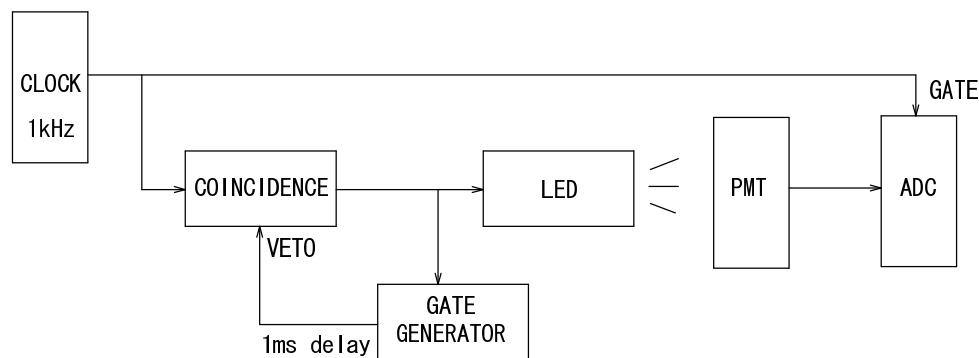 CLOCK
1kHz
GATE
COINCIDENCE
LED
PMT
ADC
VETO
GATE
GENERATOR
1ms delay